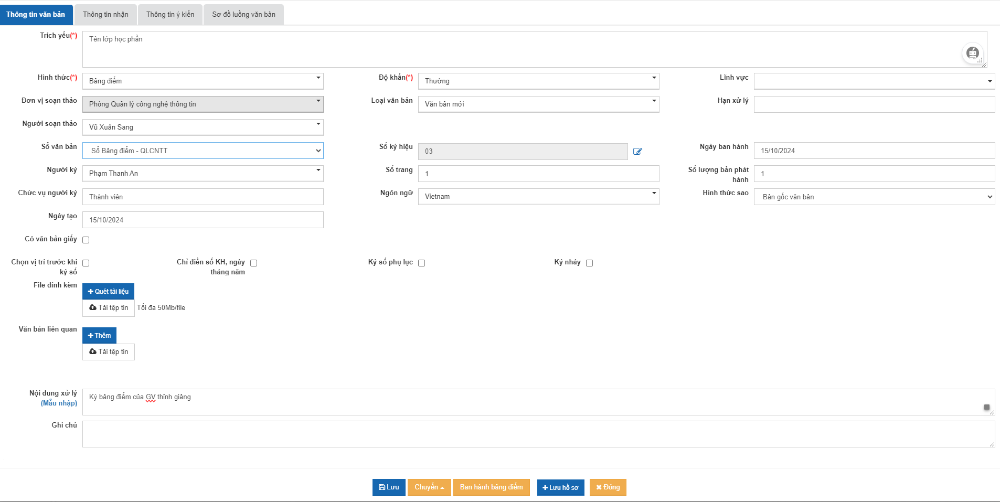 Thông tin văn bản Thông tin nhận Thông tin ý kiến Sơ đồ luồng văn bản
Trích yếu(*) Tên lớp học phần
Hình thức(*) Bảng điểm Độ khẩn(*) Thường Lĩnh vực
Đơn vị soạn thảo Phòng Quản lý công nghệ thông tin Loại văn bản Văn bản mới Hạn xử lý
Người soạn thảo Vũ Xuân Sang
Sổ văn bản Sổ Bảng điểm - QLCNTT Số ký hiệu 03 Ngày ban hành 15/10/2024
Người ký Phạm Thanh An Số trang 1 Số lượng bản phát hành 1
Chức vụ người ký Thành viên Ngôn ngữ Vietnam Hình thức sao Bản gốc văn bản
Ngày tạo 15/10/2024
Có văn bản giấy
Chọn vị trí trước khi ký số Chỉ điền số KH, ngày tháng năm Ký số phụ lục Ký nháy
File đính kèm Quét tài liệu
Tải tệp tin Tối đa 50Mb/file
Văn bản liên quan Thêm
Tải tệp tin
Nội dung xử lý Ký bảng điểm của GV thỉnh giảng
(Mẫu nhập)
Ghi chú
Lưu Chuyển Ban hành bảng điểm Lưu hồ sơ Đóng